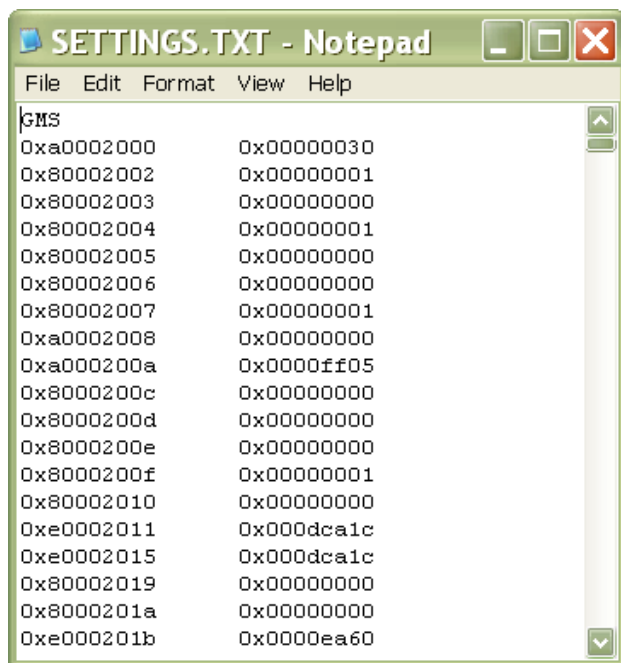 SETTINGS.TXT - Notepad
File Edit Format View Help
GMS
0xa0002000 0x00000030
0x80002002 0x00000001
0x80002003 0x00000000
0x80002004 0x00000001
0x80002005 0x00000000
0x80002006 0x00000000
0x80002007 0x00000001
0xa0002008 0x00000000
0xa000200a 0x0000ff05
0x8000200c 0x00000000
0x8000200d 0x00000000
0x8000200e 0x00000000
0x8000200f 0x00000001
0x80002010 0x00000000
0xe0002011 0x000dca1c
0xe0002015 0x000dca1c
0x80002019 0x00000000
0x8000201a 0x00000000
0xe000201b 0x0000ea60